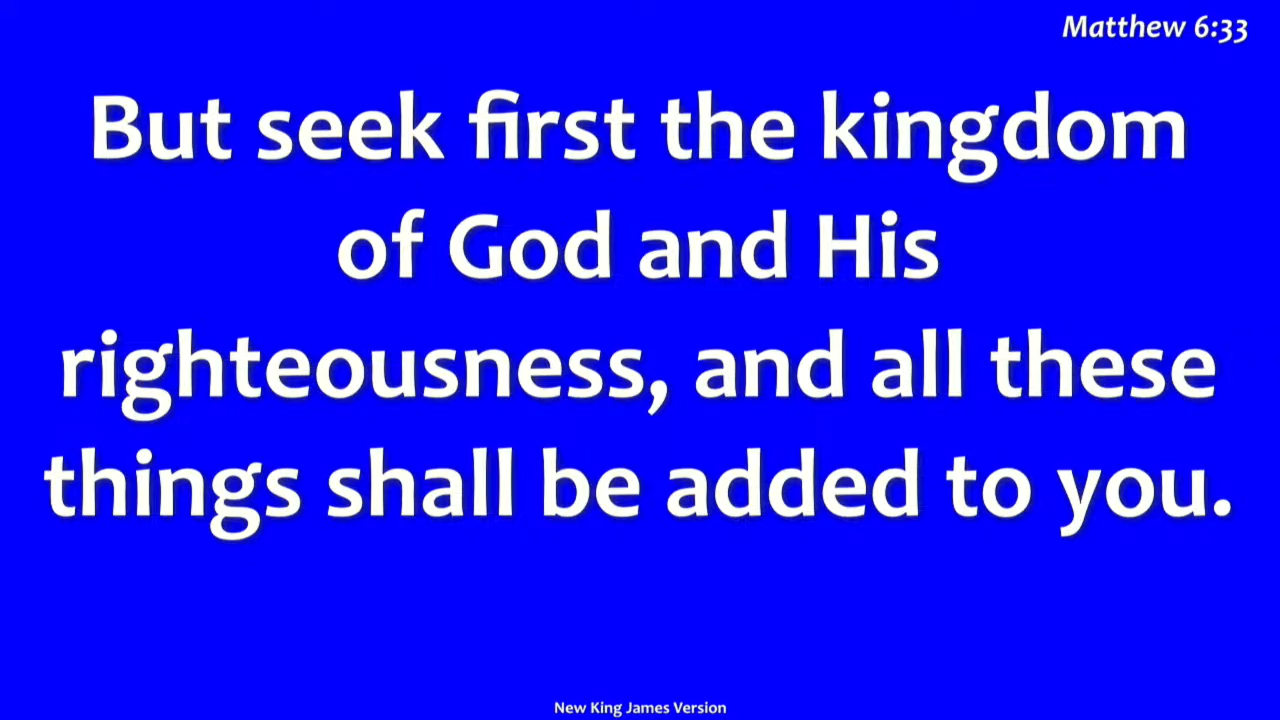 Matthew 6:33
But seek first the kingdom
of God and His
righteousness, and all these
things shall be added to you.
New King James Version